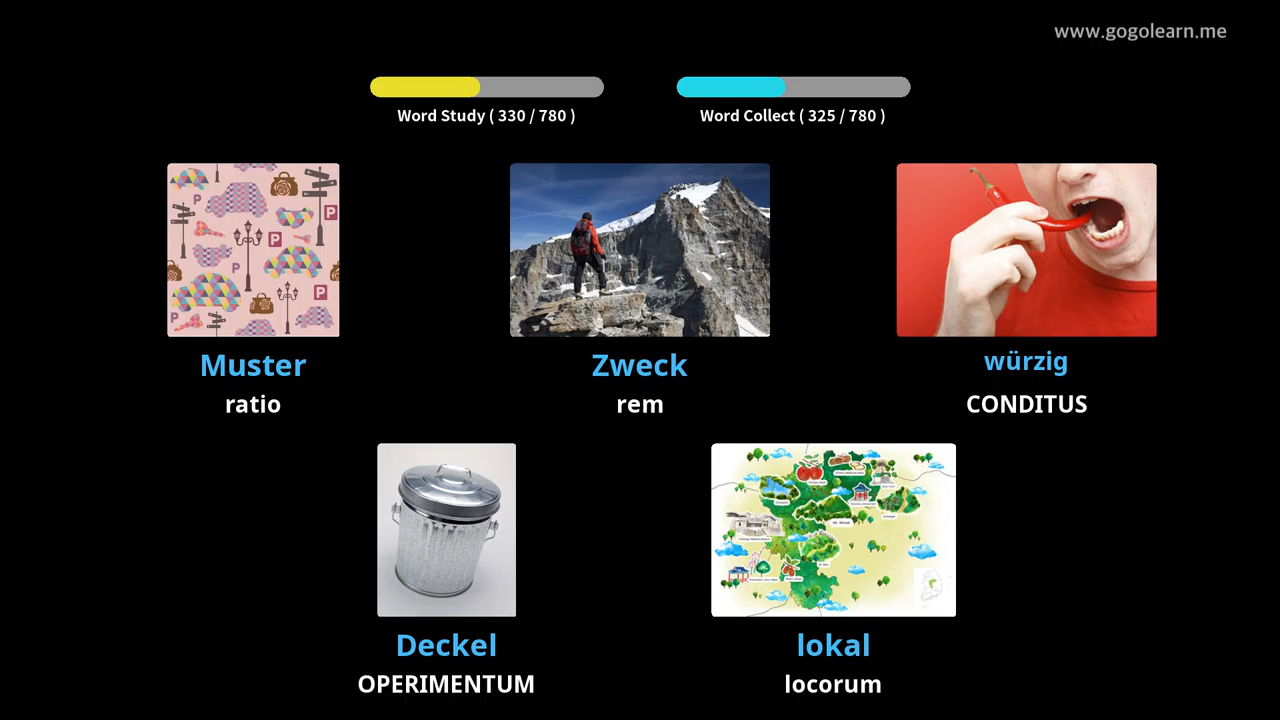 www.gogolearn.me
Word Study ( 330 / 780 )
Word Collect ( 325 / 780 )
P
P
P
P
P
P
Muster
ratio
Zweck
rem
würzig
CONDITUS
Deckel
OPERIMENTUM
lokal
locorum